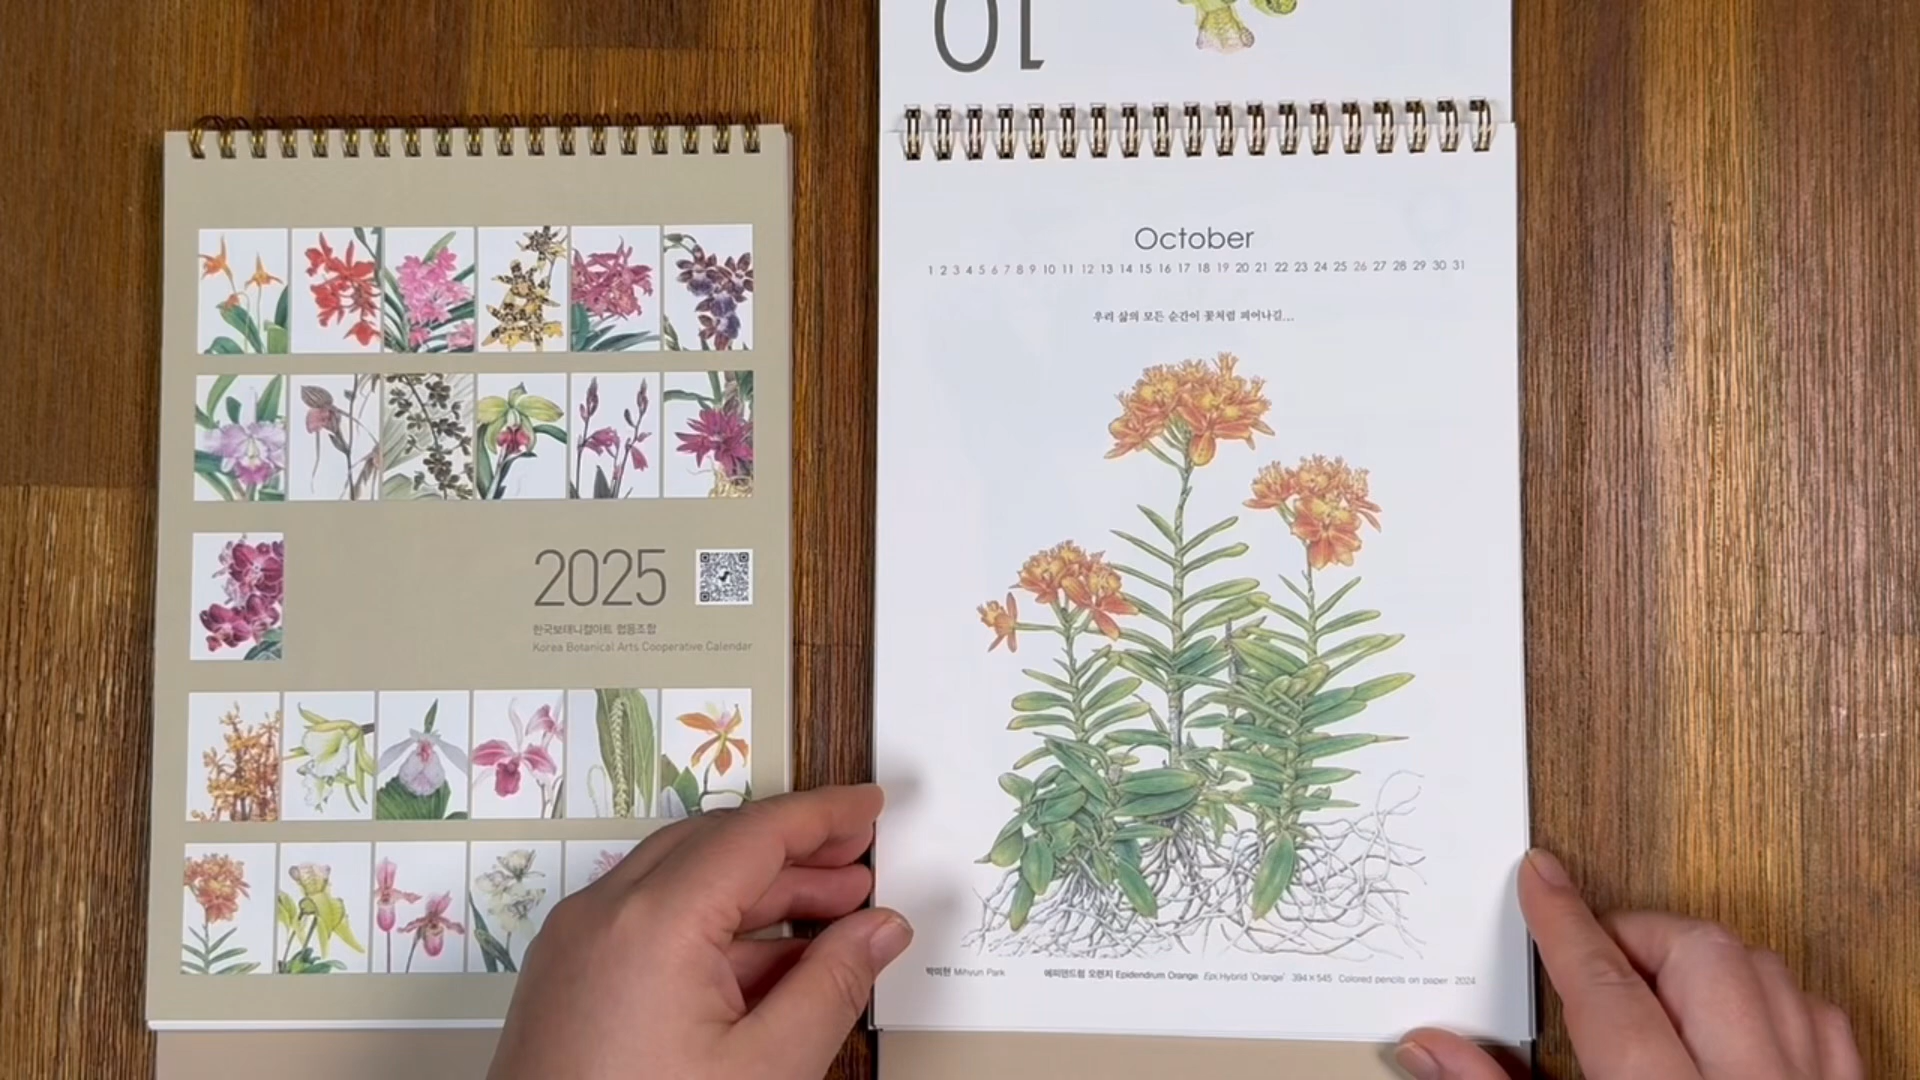 2025
한국보태니컬아트 협동조합
Korea Botanical Arts Cooperative Calendar
01
October
1 2 3 4 5 6 7 8 9 10 11 12 13 14 15 16 17 18 19 20 21 22 23 24 25 26 27 28 29 30 31
우리 삶의 모든 순간이 꽃처럼 피어나길...
박미현 Mihyun Park
에피덴드럼 오렌지 Epidendrum Orange Epi.Hybrid 'Orange' 394×545 Colored pencils on paper 2024